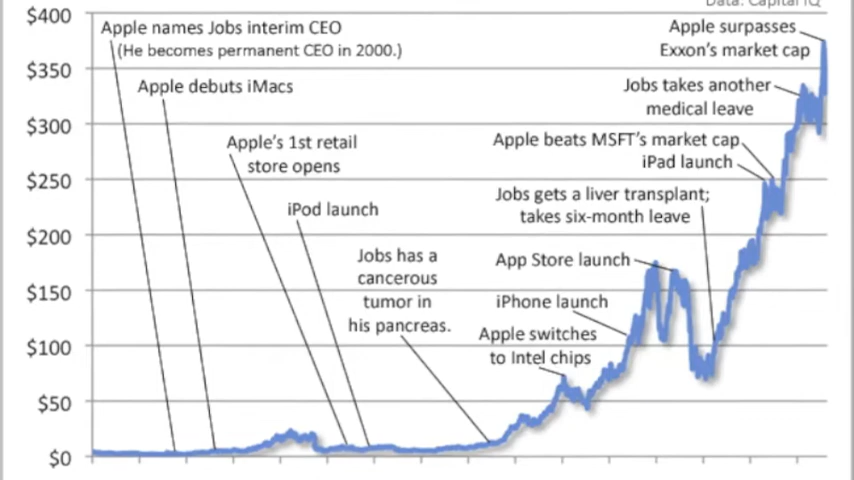 Data: Capital IQ
$400
$350
$300
$250
$200
$150
$100
$50
$0
Apple names Jobs interim CEO
(He becomes permanent CEO in 2000.)
Apple debuts iMacs
Apple's 1st retail
store opens
iPod launch
Jobs has a
cancerous
tumor in
his pancreas.
Apple switches
to Intel chips
iPhone launch
App Store launch
Jobs gets a liver transplant;
takes six-month leave
iPad launch
Apple beats MSFT's market cap
Jobs takes another
medical leave
Apple surpasses
Exxon's market cap